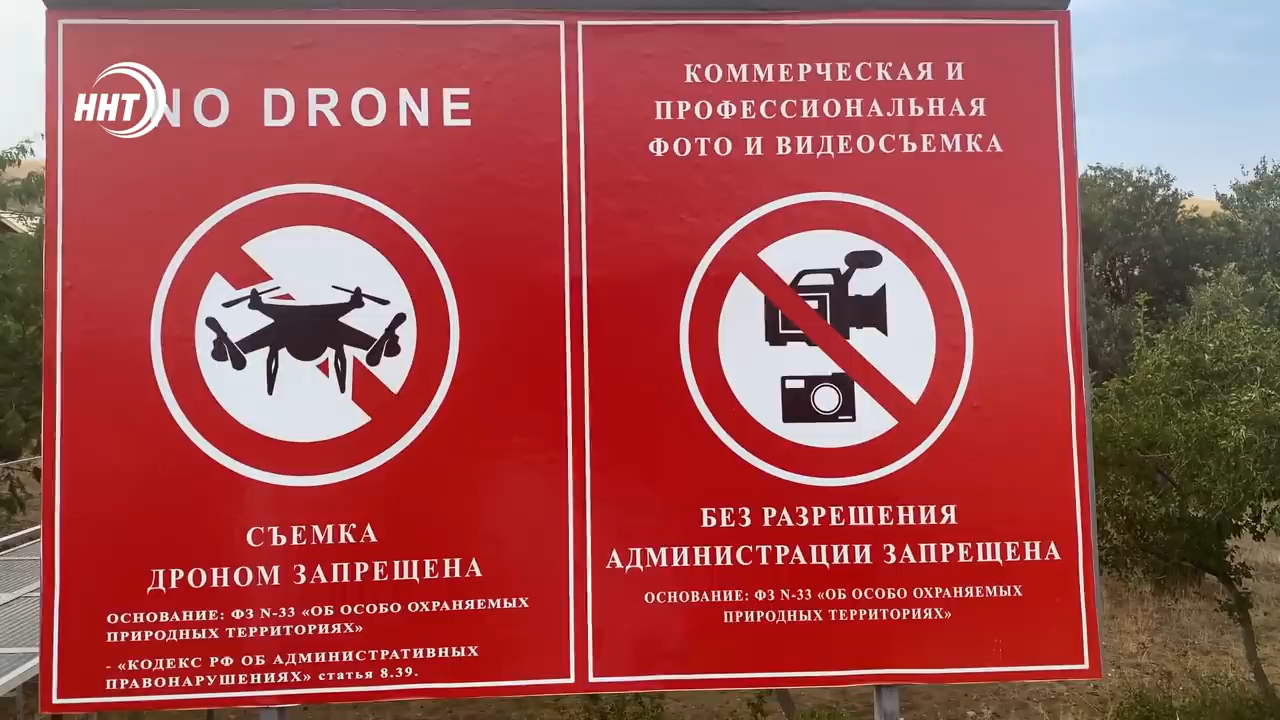 ННТ
NO DRONE
СЪЕМКА
ДРОНОМ ЗАПРЕЩЕНА
ОСНОВАНИЕ: ФЗ N-33 «ОБ ОСОБО ОХРАНЯЕМЫХ
ПРИРОДНЫХ ТЕРРИТОРИЯХ»
- «КОДЕКС РФ ОБ АДМИНИСТРАТИВНЫХ
ПРАВОНАРУШЕНИЯХ» статья 8.39.
КОММЕРЧЕСКАЯ И
ПРОФЕССИОНАЛЬНАЯ
ФОТО И ВИДЕОСЪЕМКА
БЕЗ РАЗРЕШЕНИЯ
АДМИНИСТРАЦИИ ЗАПРЕЩЕНА
ОСНОВАНИЕ: ФЗ N-33 «ОБ ОСОБО ОХРАНЯЕМЫХ
ПРИРОДНЫХ ТЕРРИТОРИЯХ»